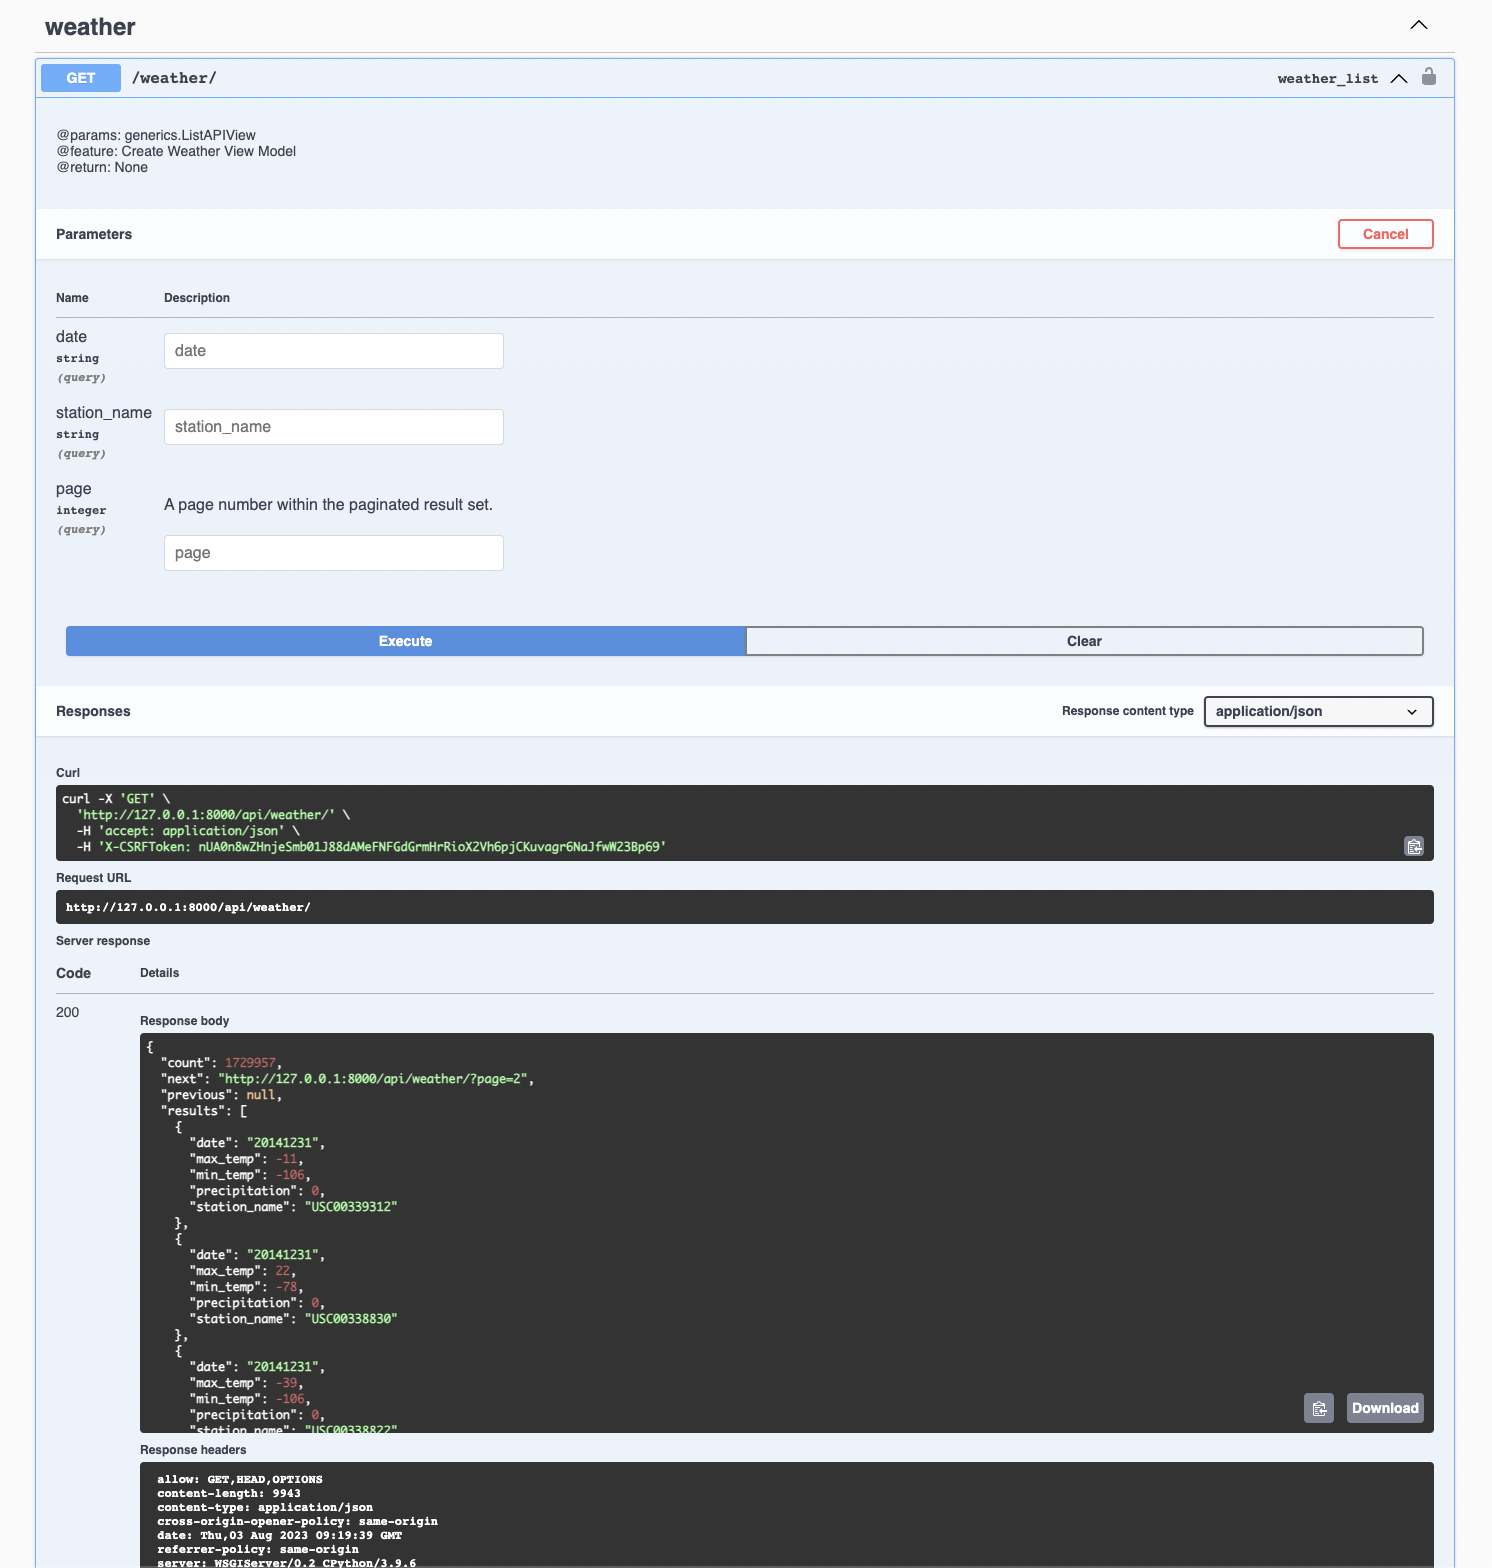 weather
GET /weather/ weather_list
@params: generics.ListAPIView
@feature: Create Weather View Model
@return: None
Parameters Cancel
Name Description
date
string
(query)
date
station_name
string
(query)
station_name
page
integer
(query)
A page number within the paginated result set.
page
Execute Clear
Responses Response content type application/json
Curl
curl -X 'GET' \
  'http://127.0.0.1:8000/api/weather/' \
  -H 'accept: application/json' \
  -H 'X-CSRFToken: nUA0n8wZHnjeSmb01J88dAMeFNFGdGrmHrRioX2Vh6pjCKuvagr6NaJfwW23Bp69'
Request URL
http://127.0.0.1:8000/api/weather/
Server response
Code Details
200
Response body
{
  "count": 1729957,
  "next": "http://127.0.0.1:8000/api/weather/?page=2",
  "previous": null,
  "results": [
    {
      "date": "20141231",
      "max_temp": -11,
      "min_temp": -106,
      "precipitation": 0,
      "station_name": "USC00339312"
    },
    {
      "date": "20141231",
      "max_temp": 22,
      "min_temp": -78,
      "precipitation": 0,
      "station_name": "USC00338830"
    },
    {
      "date": "20141231",
      "max_temp": -39,
      "min_temp": -106,
      "precipitation": 0,
      "station_name": "USC00338822"
Download
Response headers
allow: GET,HEAD,OPTIONS
content-length: 9943
content-type: application/json
cross-origin-opener-policy: same-origin
date: Thu,03 Aug 2023 09:19:39 GMT
referrer-policy: same-origin
server: WSGIServer/0.2 CPython/3.9.6